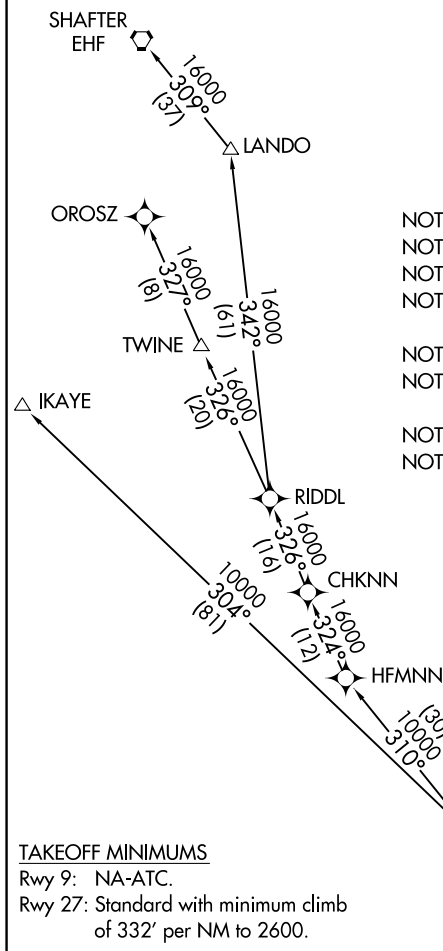 SHAFTER
EHF
16000
309°
(37)
LANDO
OROSZ
16000
327°
(8)
16000
342°
(61)
TWINE
16000
326°
(20)
IKAYE
RIDDL
16000
326°
(16)
10000
304°
(81)
CHKNN
16000
324°
(12)
HFMNN
(30)
10000
310°
NOT
NOT
NOT
NOT
NOT
NOT
NOT
NOT
TAKEOFF MINIMUMS
Rwy 9: NA-ATC.
Rwy 27: Standard with minimum climb
of 332' per NM to 2600.